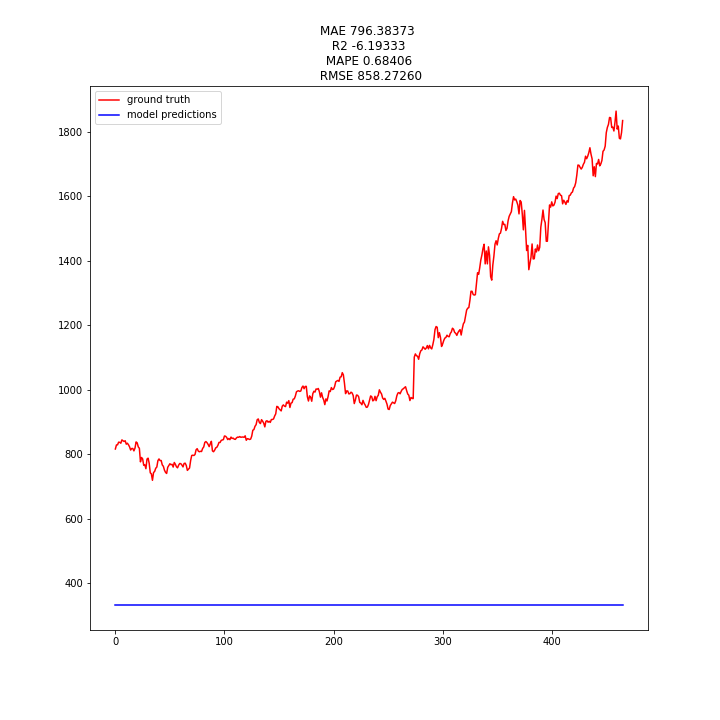 MAE 796.38373
R2 -6.19333
MAPE 0.68406
RMSE 858.27260
ground truth
model predictions
1800
1600
1400
1200
1000
800
600
400
0 100 200 300 400